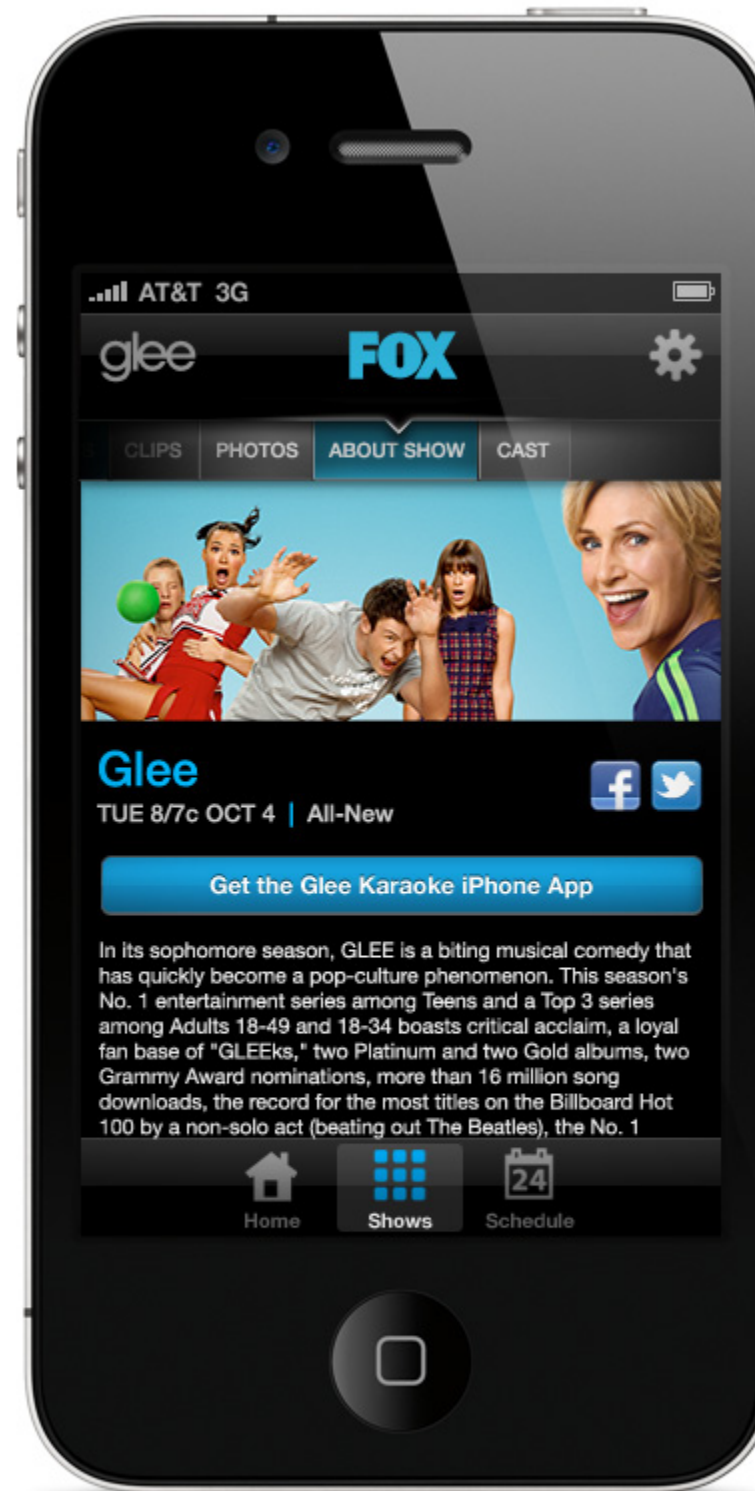 AT&T 3G
glee FOX
S CLIPS PHOTOS ABOUT SHOW CAST
Glee
TUE 8/7c OCT 4 | All-New
Get the Glee Karaoke iPhone App
In its sophomore season, GLEE is a biting musical comedy that
has quickly become a pop-culture phenomenon. This season's
No. 1 entertainment series among Teens and a Top 3 series
among Adults 18-49 and 18-34 boasts critical acclaim, a loyal
fan base of "GLEEks," two Platinum and two Gold albums, two
Grammy Award nominations, more than 16 million song
downloads, the record for the most titles on the Billboard Hot
100 by a non-solo act (beating out The Beatles), the No. 1
24
Home Shows Schedule